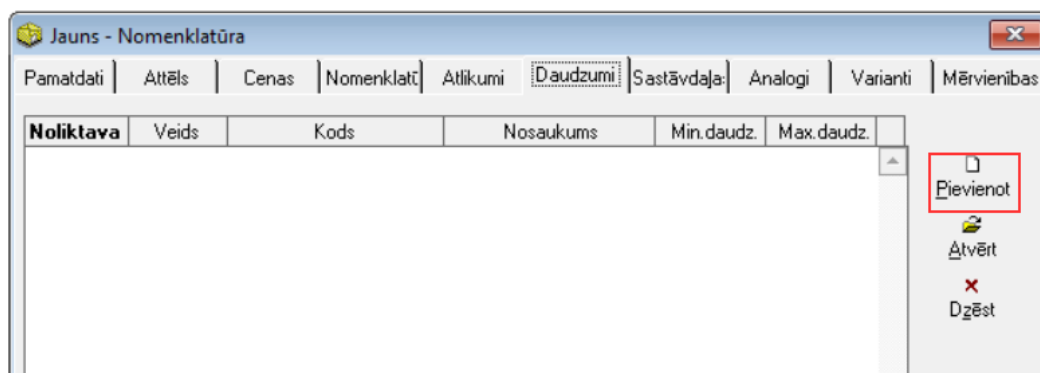 Jauns - Nomenklatūra
Pamatdati Attēls Cenas Nomenklatū Atlikumi Daudzumi Sastāvdaļa: Analogi Varianti Mērvienības
Noliktava Veids Kods Nosaukums Min.daudz. Max.daudz.
Pievienot
Atvērt
Dzēst